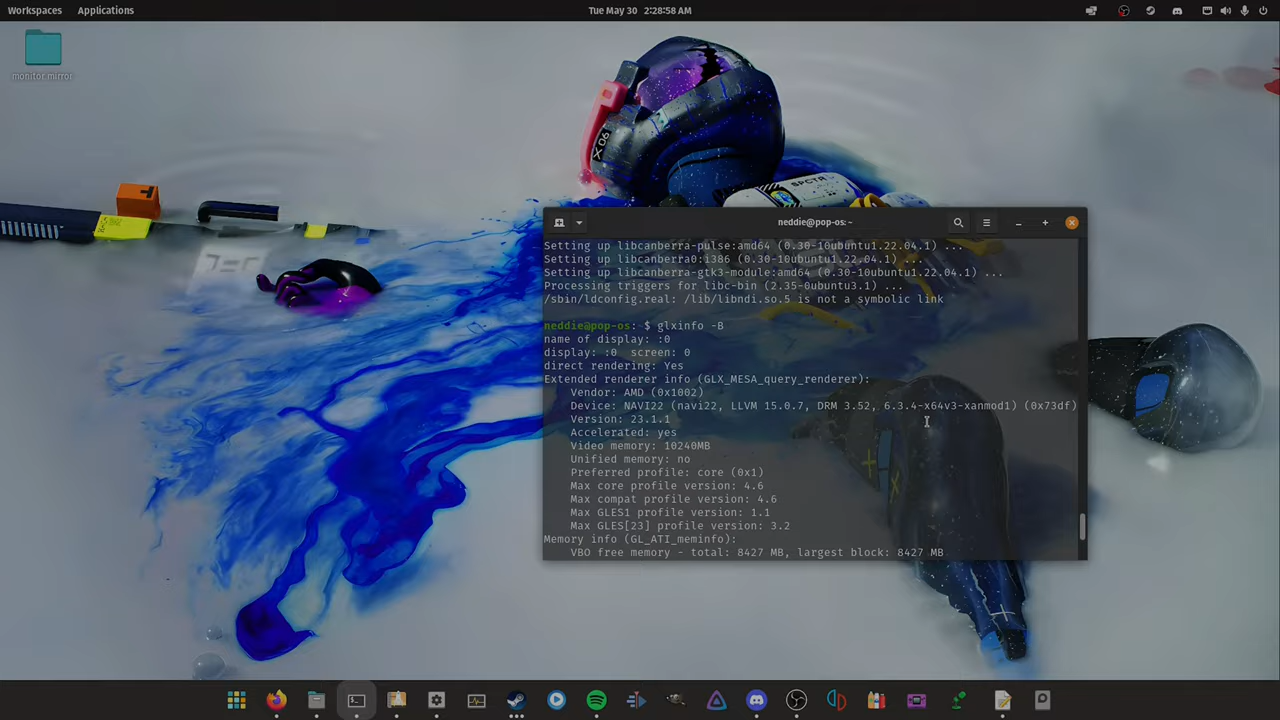 Workspaces Applications Tue May 30 2:28:58 AM
monitor.mirror
X 06
SPCTR
neddie@pop-os: ~
Setting up libcanberra-pulse:amd64 (0.30-10ubuntu1.22.04.1) ...
Setting up libcanberra0:i386 (0.30-10ubuntu1.22.04.1) ...
Setting up libcanberra-gtk3-module:amd64 (0.30-10ubuntu1.22.04.1) ...
Processing triggers for libc-bin (2.35-0ubuntu3.1) ...
/sbin/ldconfig.real: /lib/libndi.so.5 is not a symbolic link
neddie@pop-os: $ glxinfo -B
name of display: :0
display: :0  screen: 0
direct rendering: Yes
Extended renderer info (GLX_MESA_query_renderer):
Vendor: AMD (0x1002)
Device: NAVI22 (navi22, LLVM 15.0.7, DRM 3.52, 6.3.4-x64v3-xanmod1) (0x73df)
Version: 23.1.1
Accelerated: yes
Video memory: 10240MB
Unified memory: no
Preferred profile: core (0x1)
Max core profile version: 4.6
Max compat profile version: 4.6
Max GLES1 profile version: 1.1
Max GLES[23] profile version: 3.2
Memory info (GL_ATI_meminfo):
VBO free memory - total: 8427 MB, largest block: 8427 MB